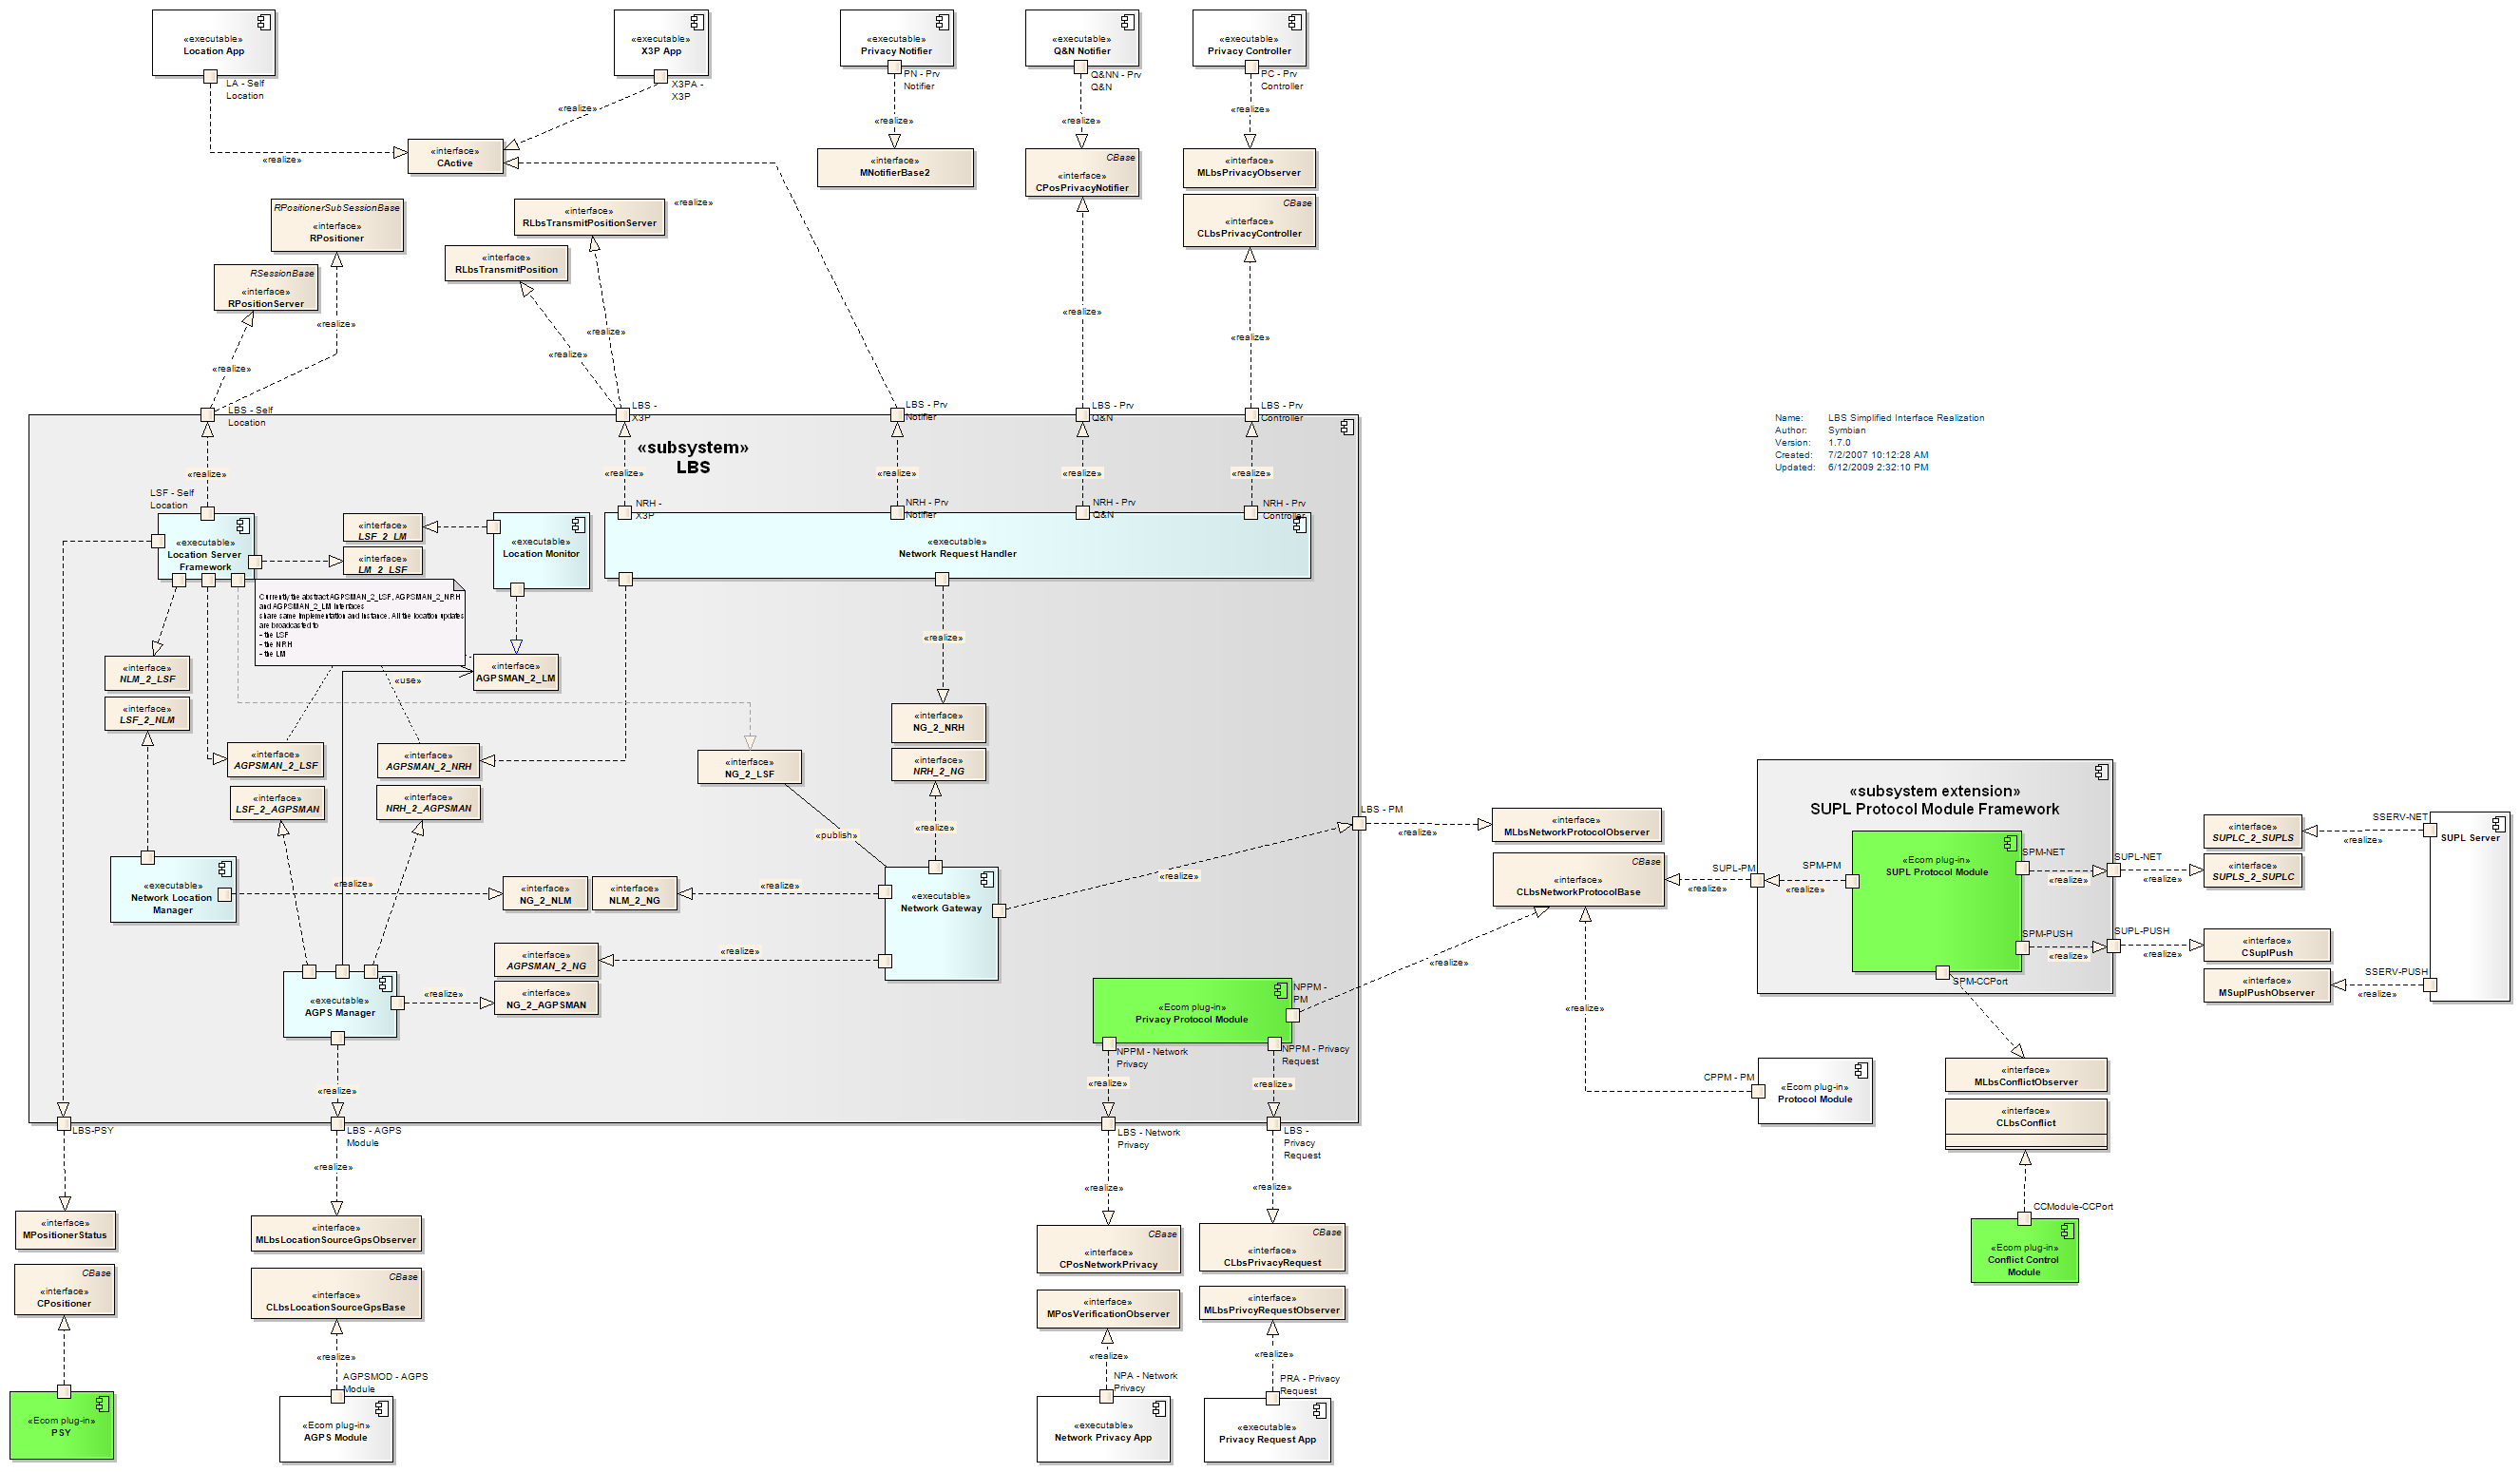 «executable»
Location App
LA - Self
Location
«executable»
X3P App
X3PA -
X3P
«executable»
Privacy Notifier
PN - Prv
Notifier
«executable»
Q&N Notifier
Q&NN - Prv
Q&N
«executable»
Privacy Controller
PC - Prv
Controller
«realize»
«realize»
«realize»
«realize»
«realize»
«interface»
CActive
«interface»
MNotifierBase2
CBase
«interface»
CPosPrivacyNotifier
«interface»
MLbsPrivacyObserver
CBase
«interface»
CLbsPrivacyController
RPositionerSubSessionBase
«interface»
RPositioner
RSessionBase
«interface»
RPositionServer
«interface»
RLbsTransmitPositionServer
«realize»
«interface»
RLbsTransmitPosition
«realize»
«realize»
«realize»
«realize»
«realize»
«realize»
LBS - Self
Location
LBS -
X3P
LBS - Prv
Notifier
LBS - Prv
Q&N
LBS - Prv
Controller
«subsystem»
LBS
«realize»
«realize»
«realize»
«realize»
«realize»
Name: LBS Simplified Interface Realization
Author: Symbian
Version: 1.7.0
Created: 7/2/2007 10:12:28 AM
Updated: 6/12/2009 2:32:10 PM
LSF - Self
Location
NRH -
X3P
NRH - Prv
Notifier
NRH - Prv
Q&N
NRH - Prv
Controller
«executable»
Location Server
Framework
«interface»
LSF_2_LM
«interface»
LM_2_LSF
«executable»
Location Monitor
«executable»
Network Request Handler
Currently the abstract AGPSMAN_2_LSF, AGPSMAN_2_NRH
and AGPSMAN_2_LM interfaces
share same implementation and instance. All the location updates
are broadcasted to
- the LSF
- the NRH
- the LM
«realize»
«interface»
NLM_2_LSF
«interface»
LSF_2_NLM
«use»
«interface»
AGPSMAN_2_LM
«interface»
NG_2_NRH
«interface»
NRH_2_NG
«interface»
AGPSMAN_2_LSF
«interface»
AGPSMAN_2_NRH
«interface»
NG_2_LSF
«interface»
LSF_2_AGPSMAN
«interface»
NRH_2_AGPSMAN
«publish»
«realize»
LBS - PM
«realize»
«interface»
MLbsNetworkProtocolObserver
CBase
«interface»
CLbsNetworkProtocolBase
«subsystem extension»
SUPL Protocol Module Framework
«Ecom plug-in»
SUPL Protocol Module
SUPL-PM
«realize»
SPM-PM
«realize»
SPM-NET
«realize»
SUPL-NET
«realize»
SPM-PUSH
«realize»
SUPL-PUSH
«realize»
SPM-CCPort
«interface»
SUPLC_2_SUPLS
«interface»
SUPLS_2_SUPLC
SSERV-NET
«realize»
SUPL Server
«interface»
CSuplPush
«interface»
MSuplPushObserver
SSERV-PUSH
«realize»
«executable»
Network Location
Manager
«realize»
«interface»
NG_2_NLM
«interface»
NLM_2_NG
«realize»
«executable»
Network Gateway
«realize»
«interface»
AGPSMAN_2_NG
«realize»
«interface»
NG_2_AGPSMAN
«realize»
«executable»
AGPS Manager
«realize»
«Ecom plug-in»
Privacy Protocol Module
NPPM -
PM
«realize»
«realize»
NPPM - Network
Privacy
NPPM - Privacy
Request
«realize»
«realize»
CPPM - PM
«Ecom plug-in»
Protocol Module
«interface»
MLbsConflictObserver
«interface»
CLbsConflict
CCModule-CCPort
«Ecom plug-in»
Conflict Control
Module
LBS-PSY
LBS - AGPS
Module
LBS - Network
Privacy
LBS -
Privacy
Request
«realize»
«realize»
«realize»
«interface»
MPositionerStatus
CBase
«interface»
CPositioner
«interface»
MLbsLocationSourceGpsObserver
CBase
«interface»
CLbsLocationSourceGpsBase
CBase
«interface»
CPosNetworkPrivacy
«interface»
MPosVerificationObserver
CBase
«interface»
CLbsPrivacyRequest
«interface»
MLbsPrivcyRequestObserver
«realize»
«realize»
«realize»
AGPSMOD - AGPS
Module
NPA - Network
Privacy
PRA - Privacy
Request
«Ecom plug-in»
PSY
«Ecom plug-in»
AGPS Module
«executable»
Network Privacy App
«executable»
Privacy Request App